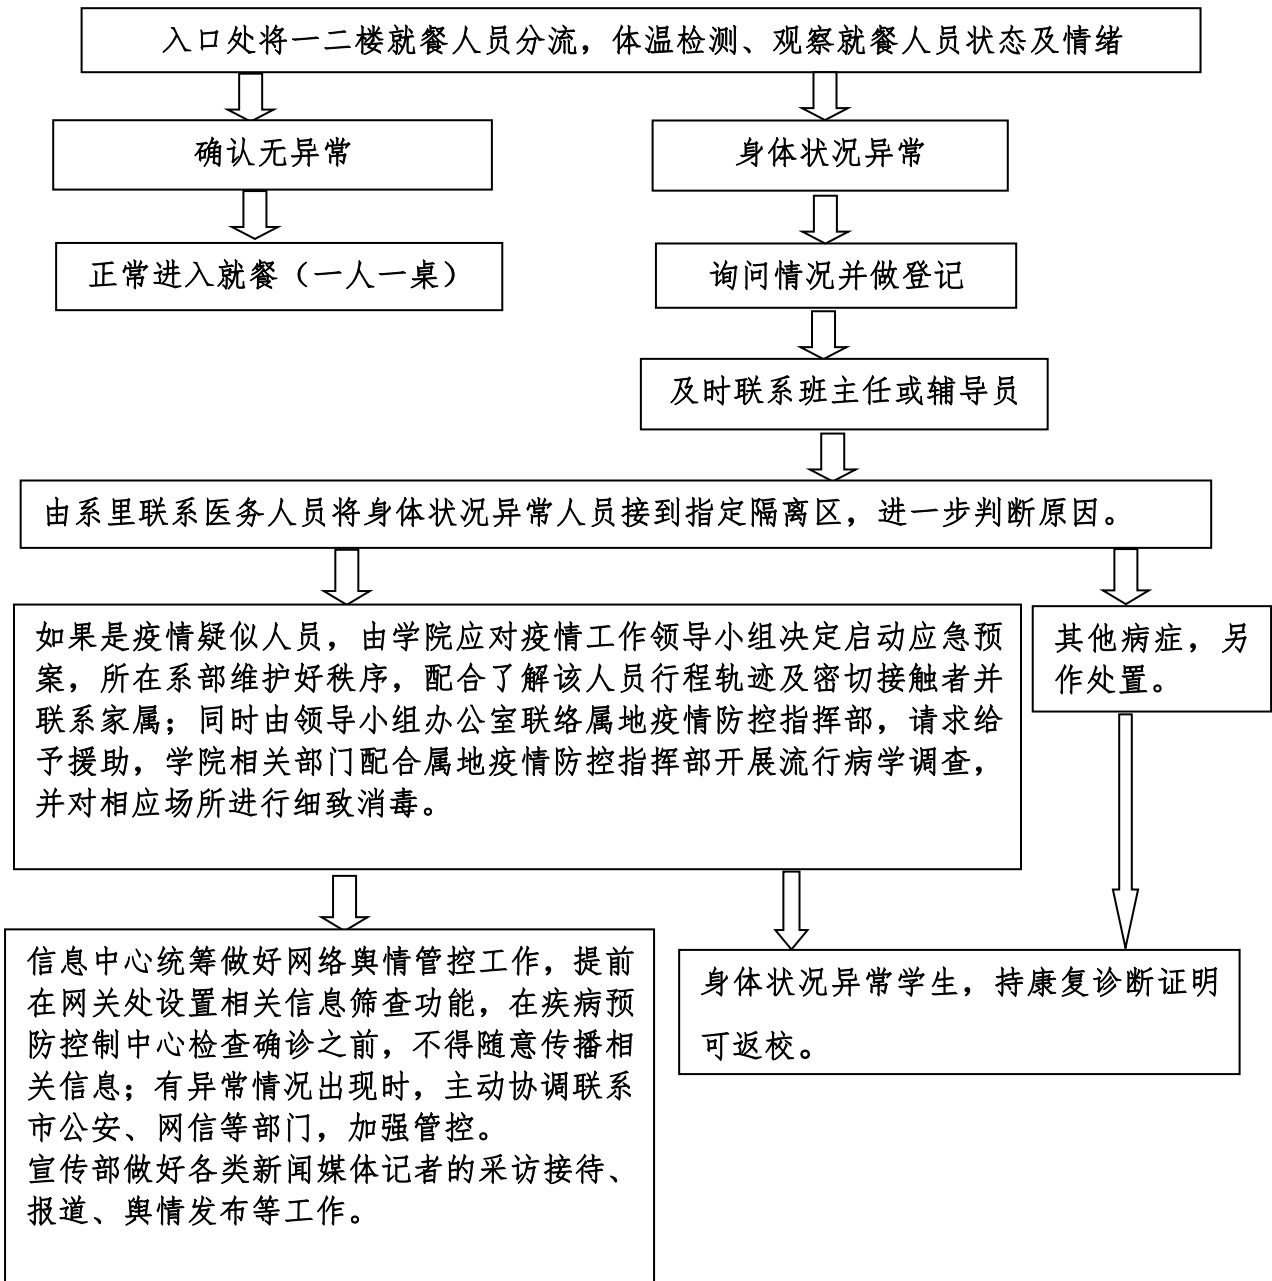 入口处将一二楼就餐人员分流，体温检测、观察就餐人员状态及情绪
确认无异常
身体状况异常
正常进入就餐（一人一桌）
询问情况并做登记
及时联系班主任或辅导员
由系里联系医务人员将身体状况异常人员接到指定隔离区，进一步判断原因。
如果是疫情疑似人员，由学院应对疫情工作领导小组决定启动应急预
案，所在系部维护好秩序，配合了解该人员行程轨迹及密切接触者并
联系家属；同时由领导小组办公室联络属地疫情防控指挥部，请求给
予援助，学院相关部门配合属地疫情防控指挥部开展流行病学调查，
并对相应场所进行细致消毒。
其他病症，另
作处置。
信息中心统筹做好网络舆情管控工作，提前
在网关处设置相关信息筛查功能，在疾病预
防控制中心检查确诊之前，不得随意传播相
关信息；有异常情况出现时，主动协调联系
市公安、网信等部门，加强管控。
宣传部做好各类新闻媒体记者的采访接待、
报道、舆情发布等工作。
身体状况异常学生，持康复诊断证明
可返校。